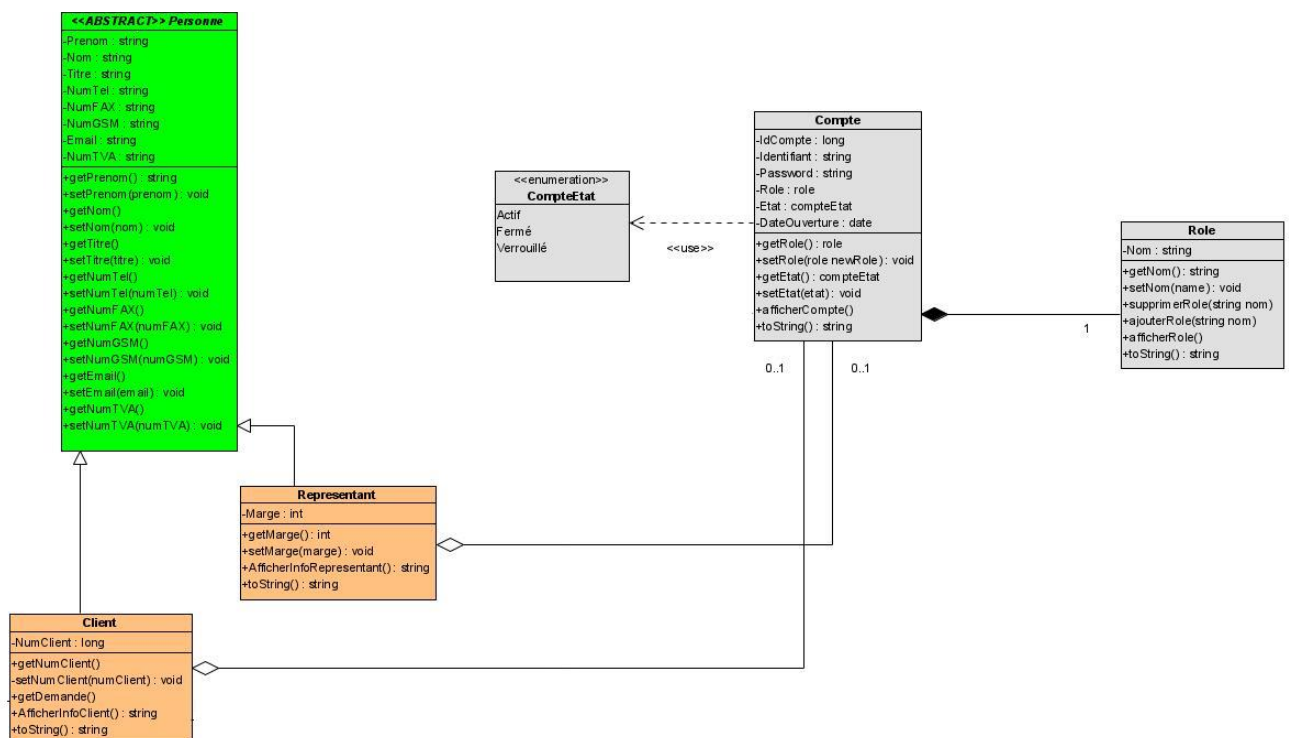 <<ABSTRACT>> Personne
-Prenom : string
-Nom : string
-Titre : string
-NumTel : string
-NumFAX : string
-NumGSM : string
-Email : string
-NumTVA : string
+getPrenom() : string
+setPrenom(prenom) : void
+getNom()
+setNom(nom) : void
+getTitre()
+setTitre(titre) : void
+getNumTel()
+setNumTel(numTel) : void
+getNumFAX()
+setNumFAX(numFAX) : void
+getNumGSM()
+setNumGSM(numGSM) : void
+getEmail()
+setEmail(email) : void
+getNumTVA()
+setNumTVA(numTVA) : void
<<enumeration>>
CompteEtat
Actif
Fermé
Verrouillé
<<use>>
Compte
-IdCompte : long
-Identifiant : string
-Password : string
-Role : role
-Etat : compteEtat
-DateOuverture : date
+getRole() : role
+setRole(role newRole) : void
+getEtat() : compteEtat
+setEtat(etat) : void
+afficherCompte()
+toString() : string
0..1
0..1
1
Role
-Nom : string
+getNom() : string
+setNom(name) : void
+supprimerRole(string nom)
+ajouterRole(string nom)
+afficherRole()
+toString() : string
Representant
-Marge : int
+getMarge() : int
+setMarge(marge) : void
+AfficherInfoRepresentant() : string
+toString() : string
Client
-NumClient : long
+getNumClient()
-setNumClient(numClient) : void
+getDemande()
+AfficherInfoClient() : string
+toString() : string